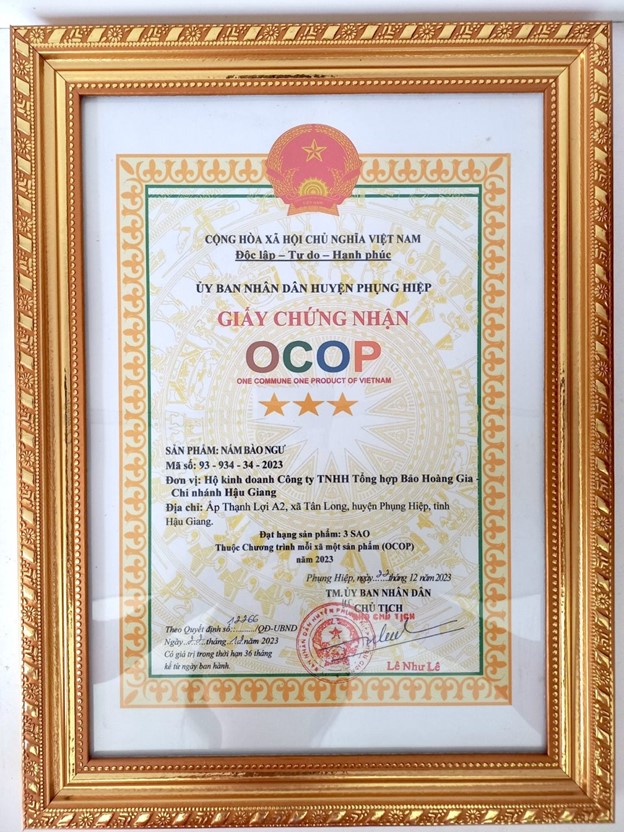 CỘNG HÒA XÃ HỘI CHỦ NGHĨA VIỆT NAM
Độc lập – Tự do – Hạnh phúc
ỦY BAN NHÂN DÂN HUYỆN PHỤNG HIỆP
GIẤY CHỨNG NHẬN
OCOP
ONE COMMUNE ONE PRODUCT OF VIETNAM
SẢN PHẨM: NẤM BÀO NGƯ
Mã số: 93 - 934 - 34 - 2023
Đơn vị: Hộ kinh doanh Công ty TNHH Tổng hợp Bảo Hoàng Gia -
Chi nhánh Hậu Giang
Địa chỉ: Ấp Thạnh Lợi A2, xã Tân Long, huyện Phụng Hiệp, tỉnh
Hậu Giang.
Đạt hạng sản phẩm: 3 SAO
Thuộc Chương trình mỗi xã một sản phẩm (OCOP)
năm 2023
Phụng Hiệp, ngày 22 tháng 12 năm 2023
TM. ỦY BAN NHÂN DÂN
CHỦ TỊCH
PHÓ CHỦ TỊCH
Theo Quyết định số: 12366 /QĐ-UBND
Ngày tháng năm 2023
Có giá trị trong thời hạn 36 tháng
kể từ ngày ban hành.
Lê Như Lê